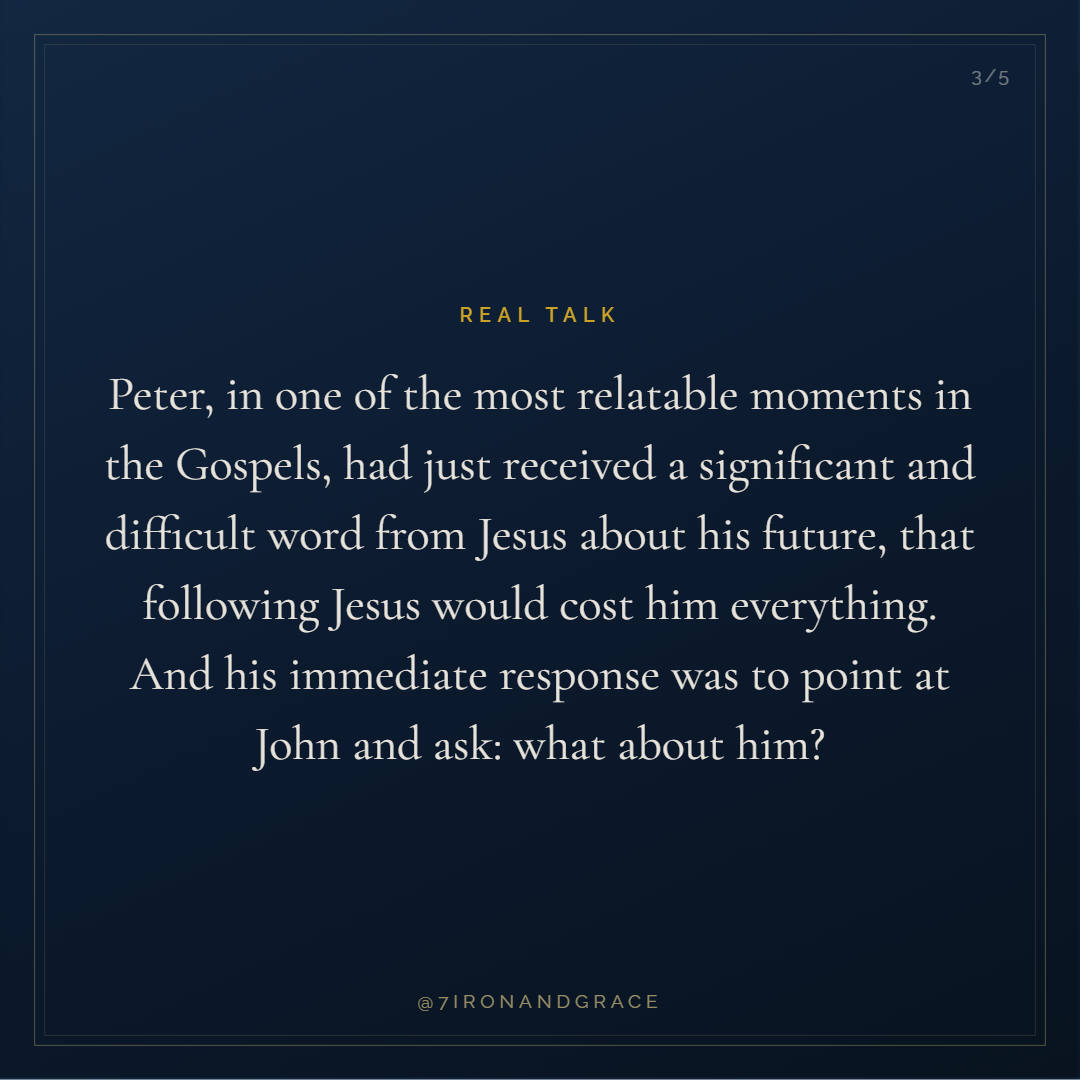 3/5
REAL TALK
Peter, in one of the most relatable moments in
the Gospels, had just received a significant and
difficult word from Jesus about his future, that
following Jesus would cost him everything.
And his immediate response was to point at
John and ask: what about him?
@7IRONANDGRACE